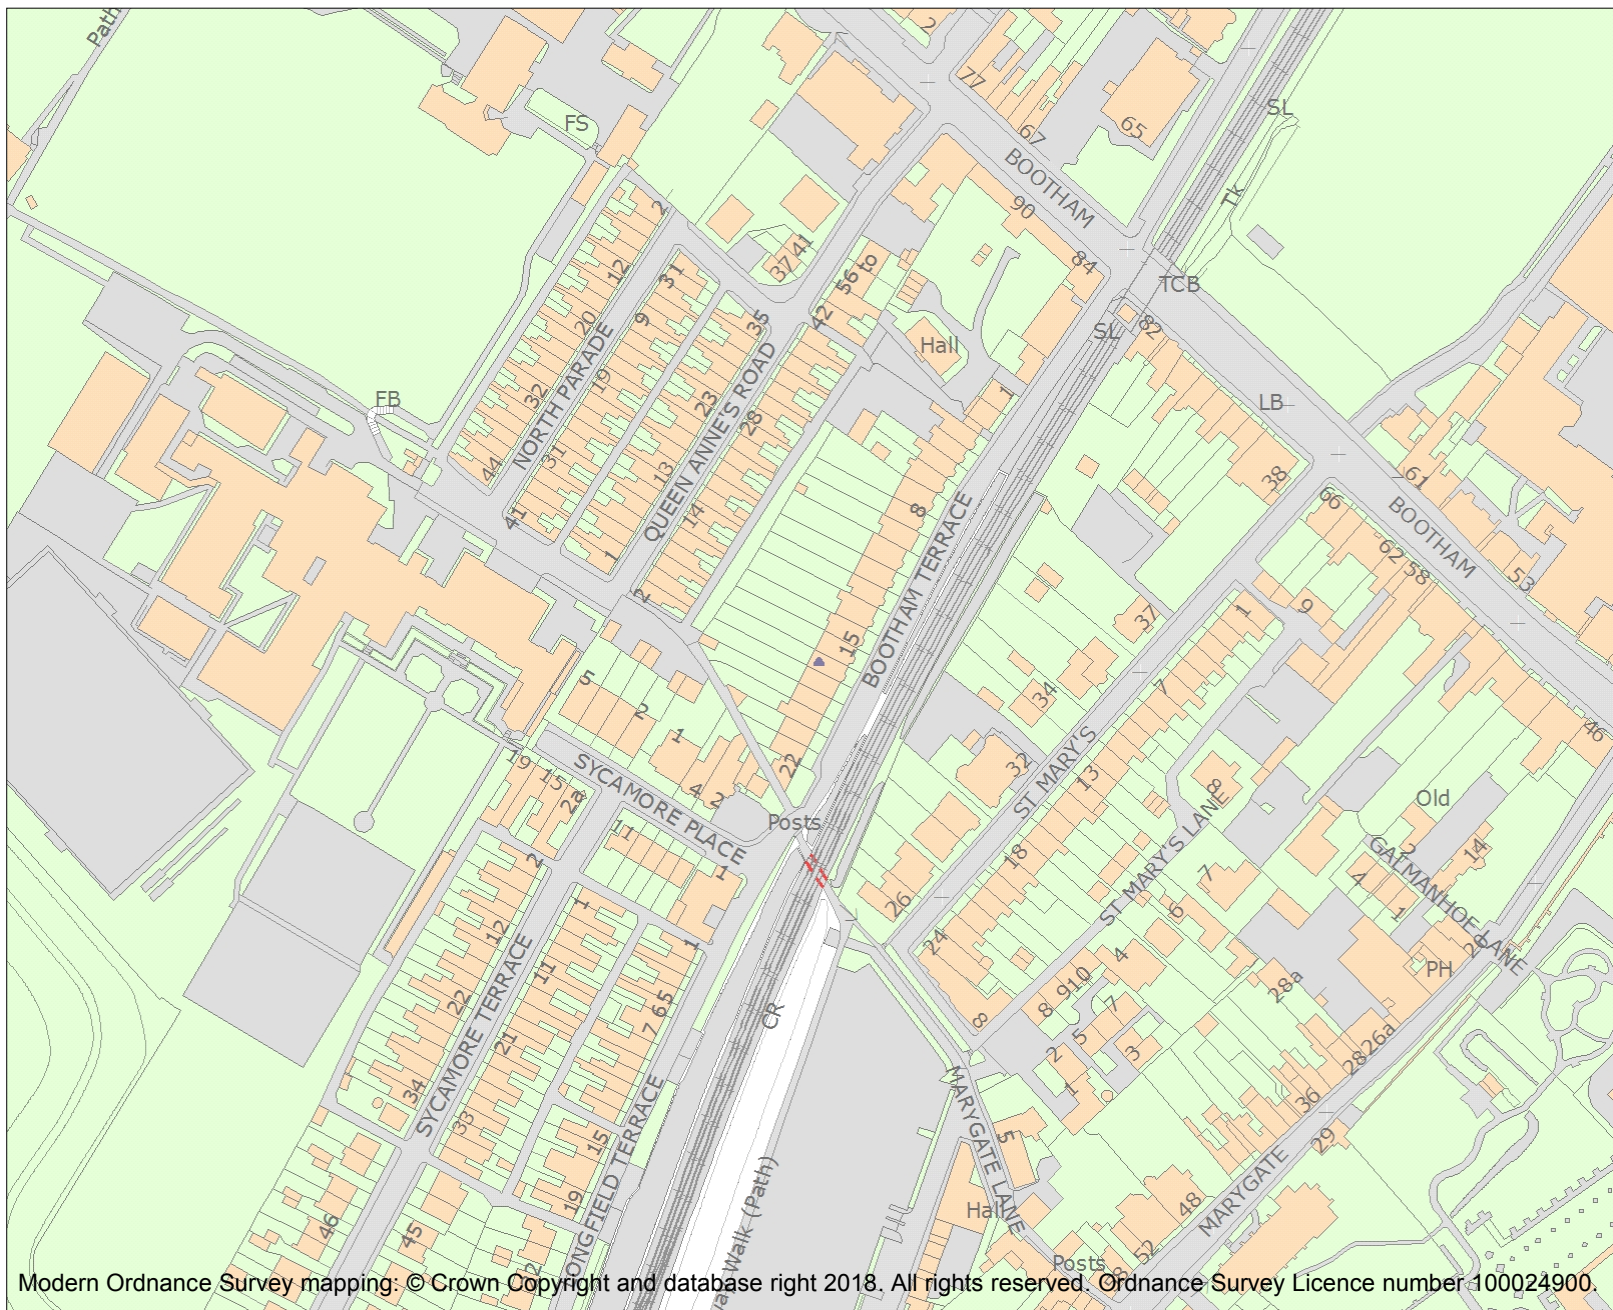 Path
2
77
67
65
SL
FS
BOOTHAM
Tk
90
2
37 41
84
12
31
56 to
TCB
20
9
35
42
SL
82
NORTH PARADE
Hall
19
QUEEN ANNE'S ROAD
FB
32
23
1
LB
28
44
31
13
38
61
66
8
BOOTHAM
14
41
BOOTHAM TERRACE
62 58
53
1
2
37
1
9
15
5
7
34
2
1
ST MARY'S
46
22
32
19
15
SYCAMORE PLACE
13
2a
4
2
8
Old
Posts
11
2
14
GALMANHOE LANE
18
ST MARY'S LANE
2
1
4
7
26
1
1
6
12
24
20
11
1
4
PH
10
9
28a
22
6 5
8
7
CR
8
SYCAMORE TERRACE
21
7
5
26a
2
3
28
34
MARYGATE LANE
1
36
33
15
5
29
LONGFIELD TERRACE
MARYGATE
19
Hall
48
46
45
Walk (Path)
52
Posts
12
Modern Ordnance Survey mapping: © Crown Copyright and database right 2018. All rights reserved. Ordnance Survey Licence number 100024900.